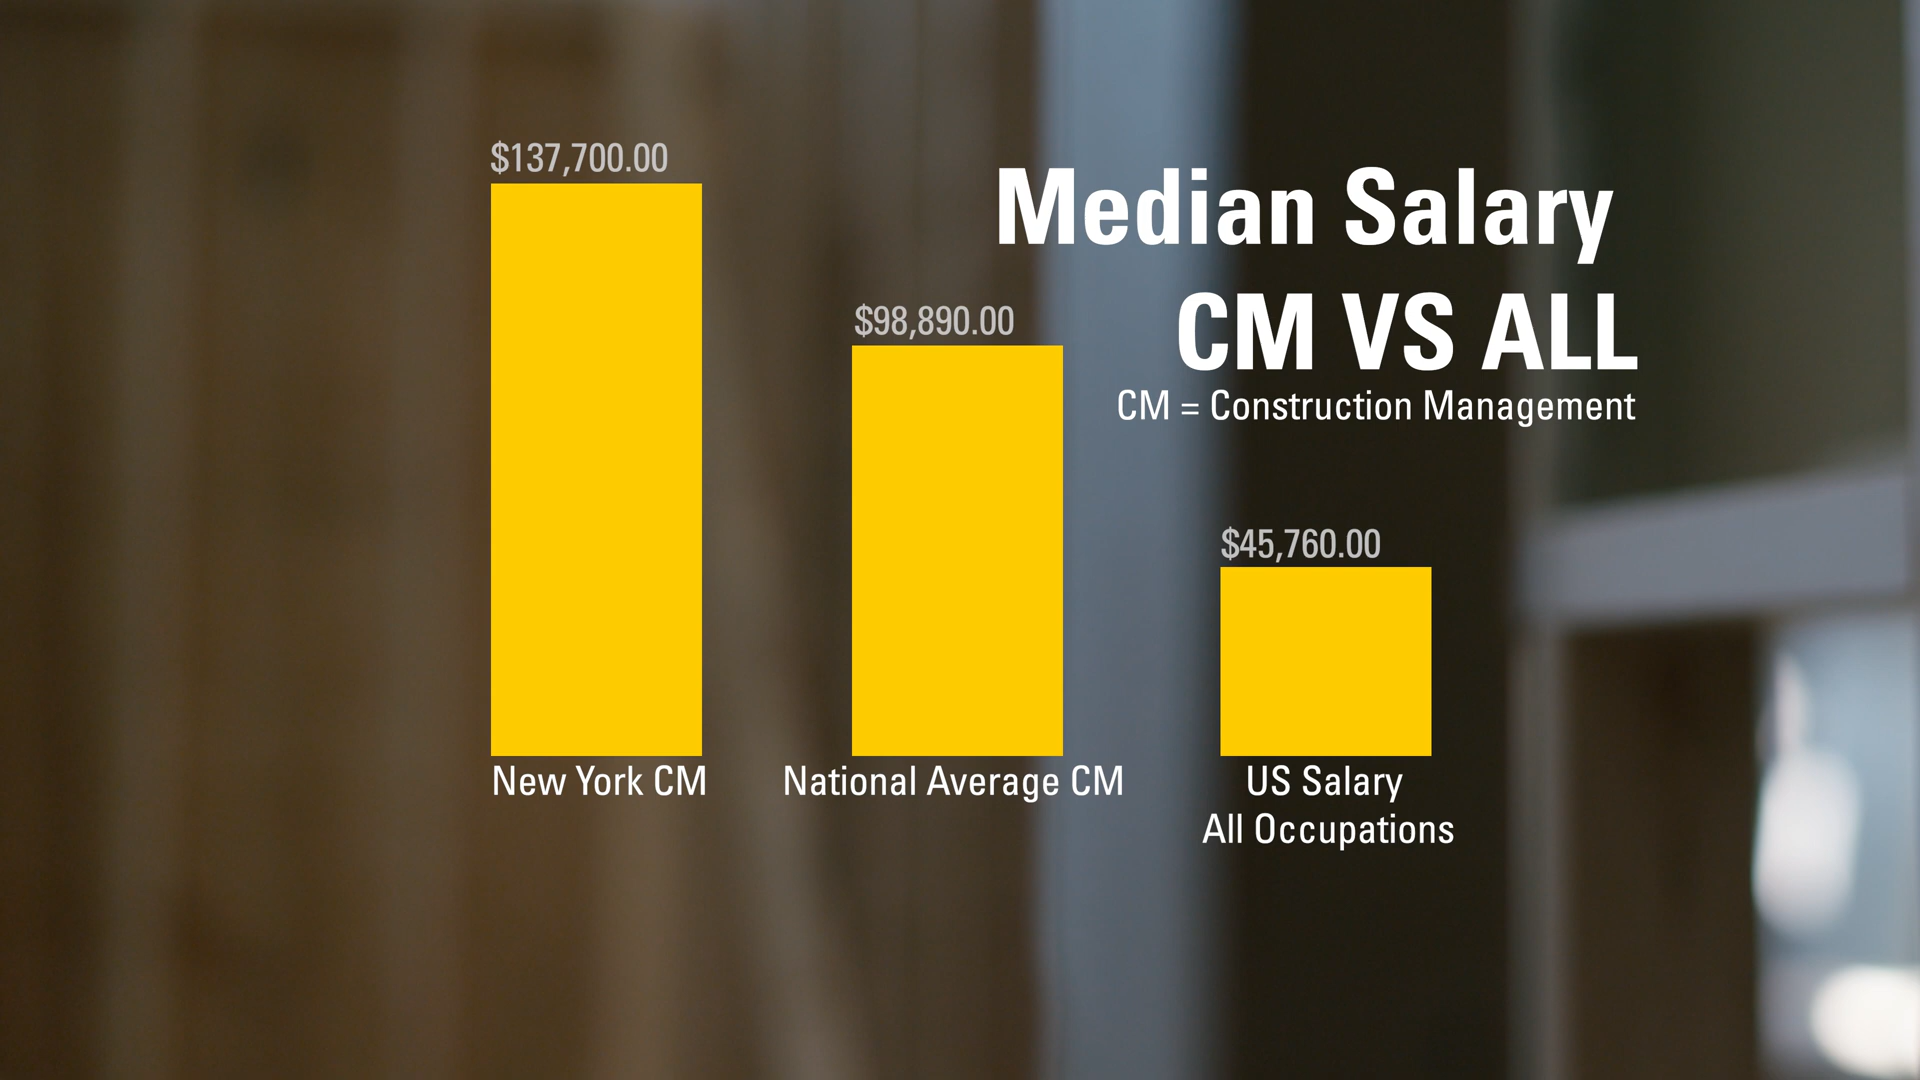 Median Salary
CM VS ALL
CM = Construction Management
$137,700.00
$98,890.00
$45,760.00
New York CM
National Average CM
US Salary
All Occupations